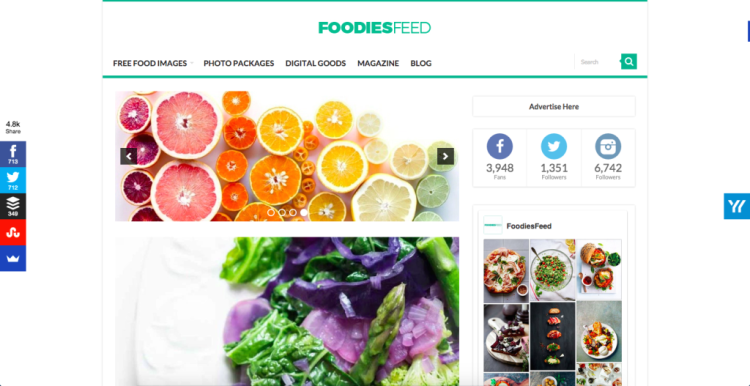 FOODIESFEED
FREE FOOD IMAGES PHOTO PACKAGES DIGITAL GOODS MAGAZINE BLOG
Search
4.8k
Share
713
712
349
Advertise Here
3,948 1,351 6,742
Fans Followers Followers
FoodiesFeed